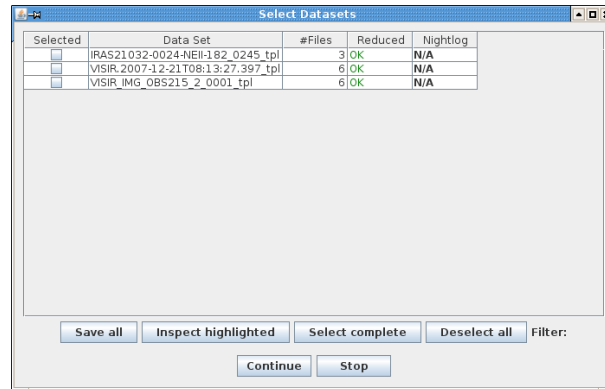 Select Datasets
Selected Data Set #Files Reduced Nightlog
IRAS21032-0024-NEII-182_0245_tpl 3 OK N/A
VISIR.2007-12-21T08:13:27.397_tpl 6 OK N/A
VISIR_IMG_OBS215_2_0001_tpl 6 OK N/A
Save all Inspect highlighted Select complete Deselect all Filter:
Continue Stop